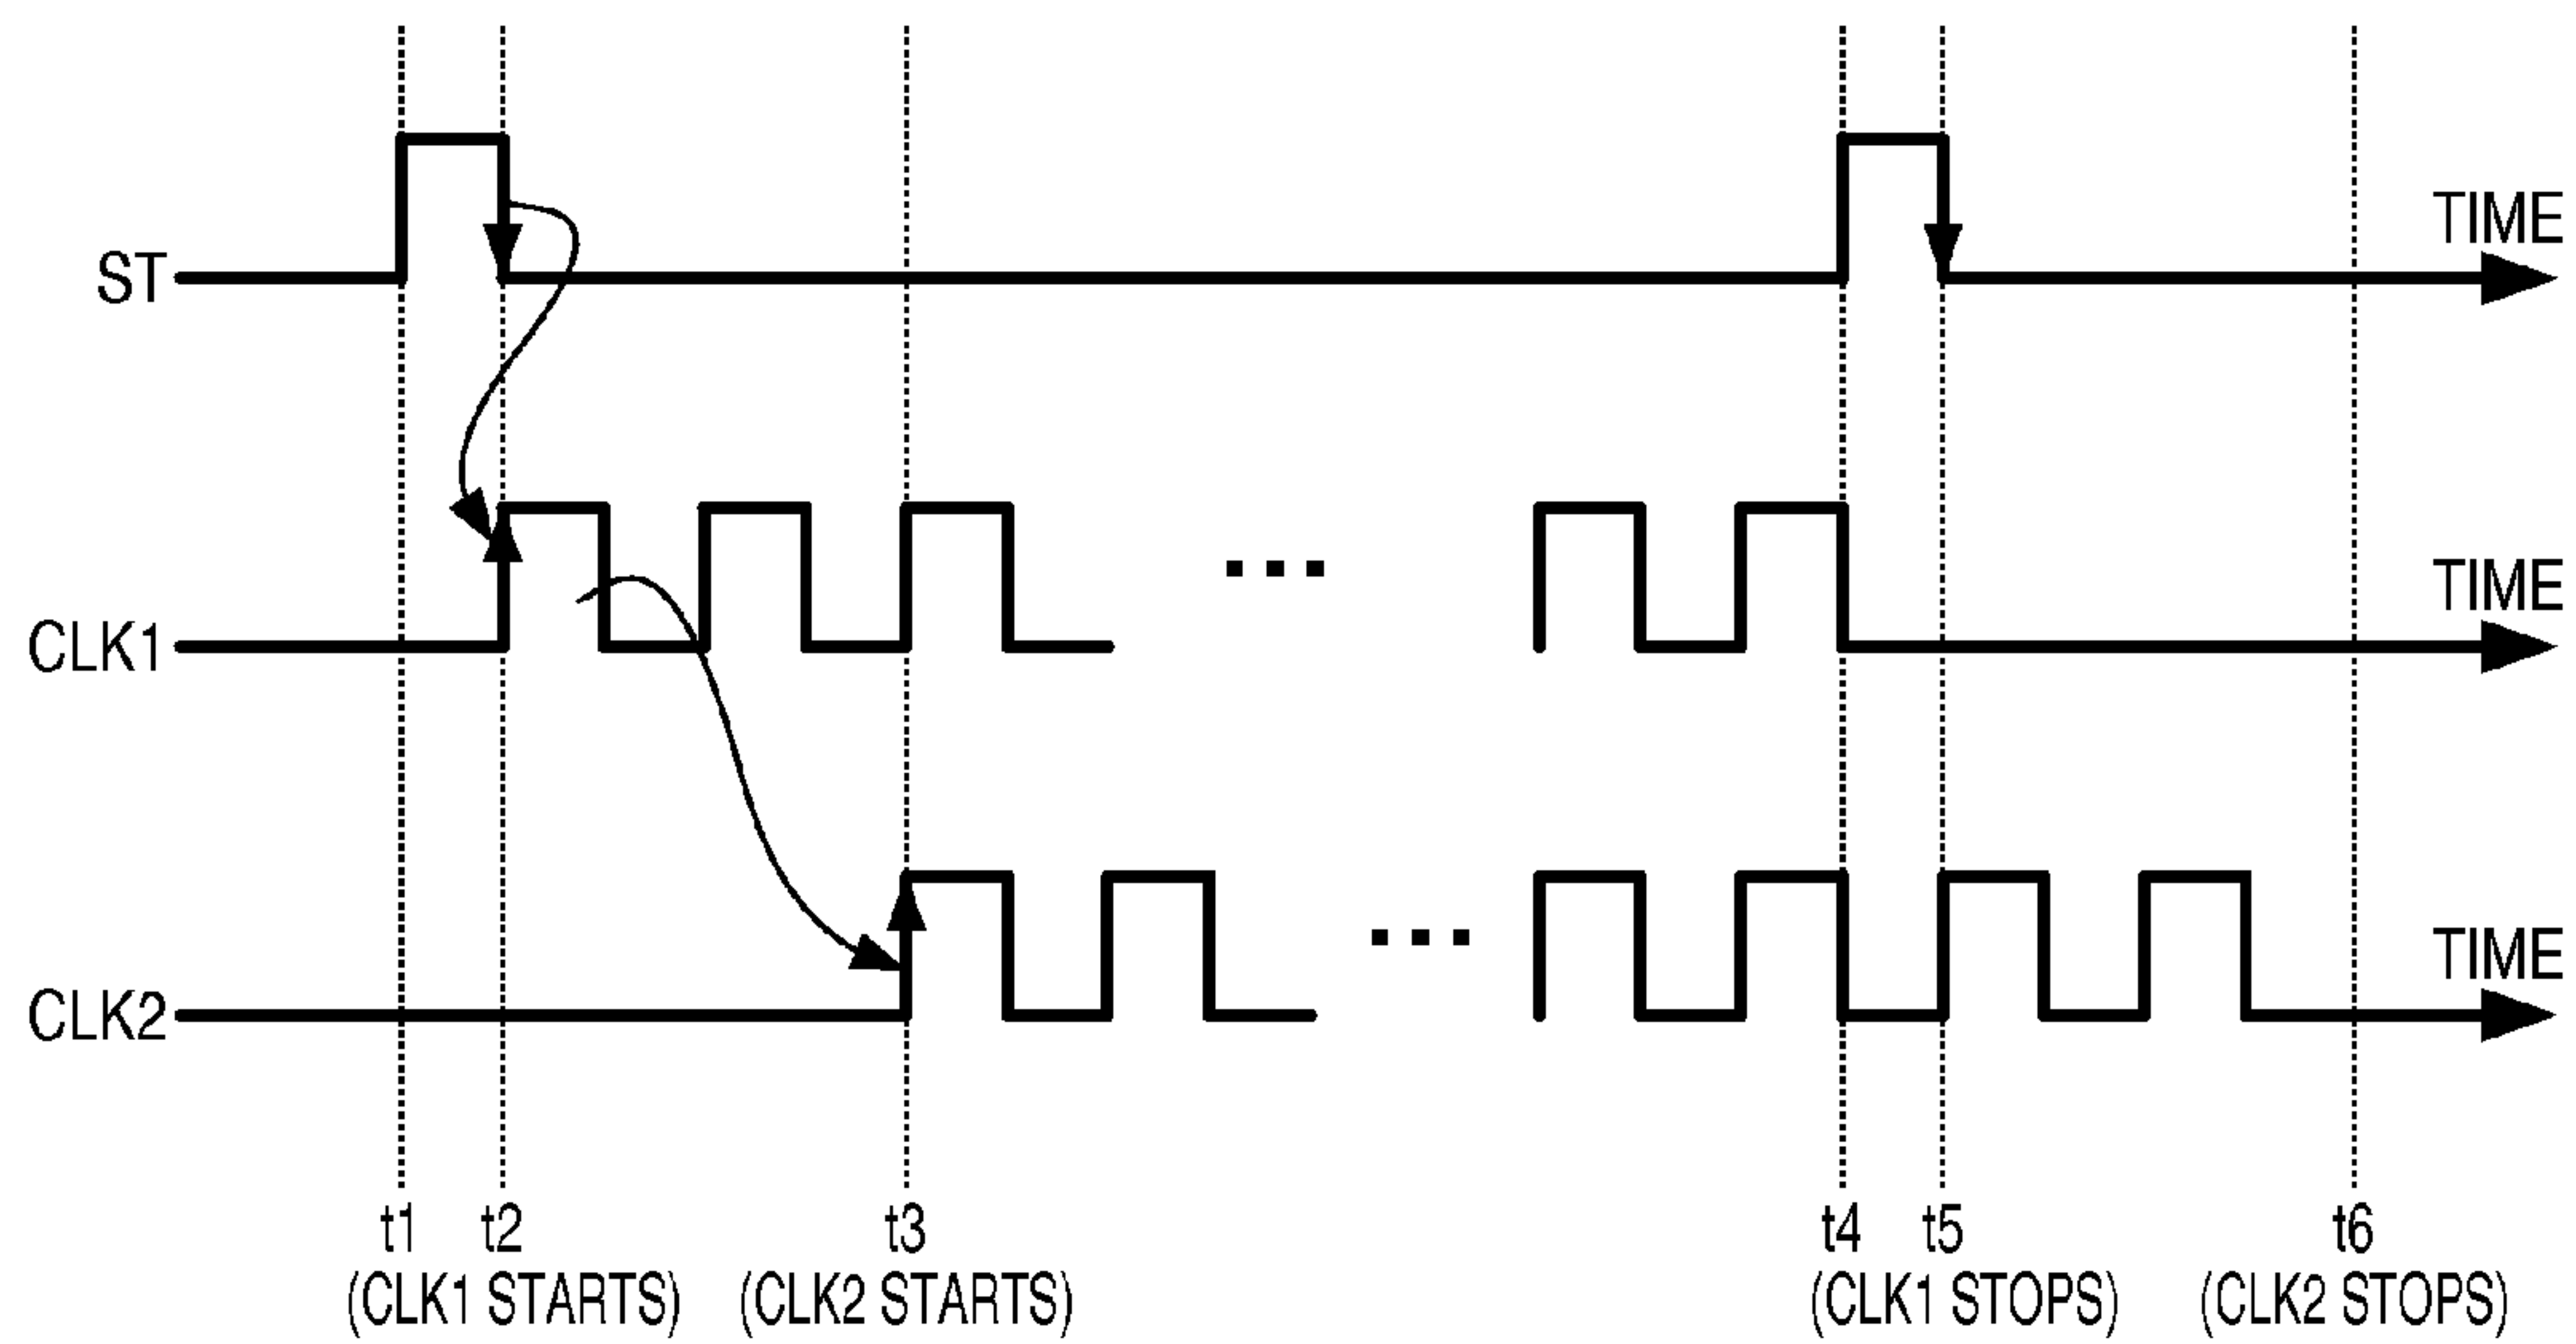 TIME
ST
TIME
CLK1
TIME
CLK2
t1 t2 t3 t4 t5 t6
(CLK1 STARTS) (CLK2 STARTS) (CLK1 STOPS) (CLK2 STOPS)